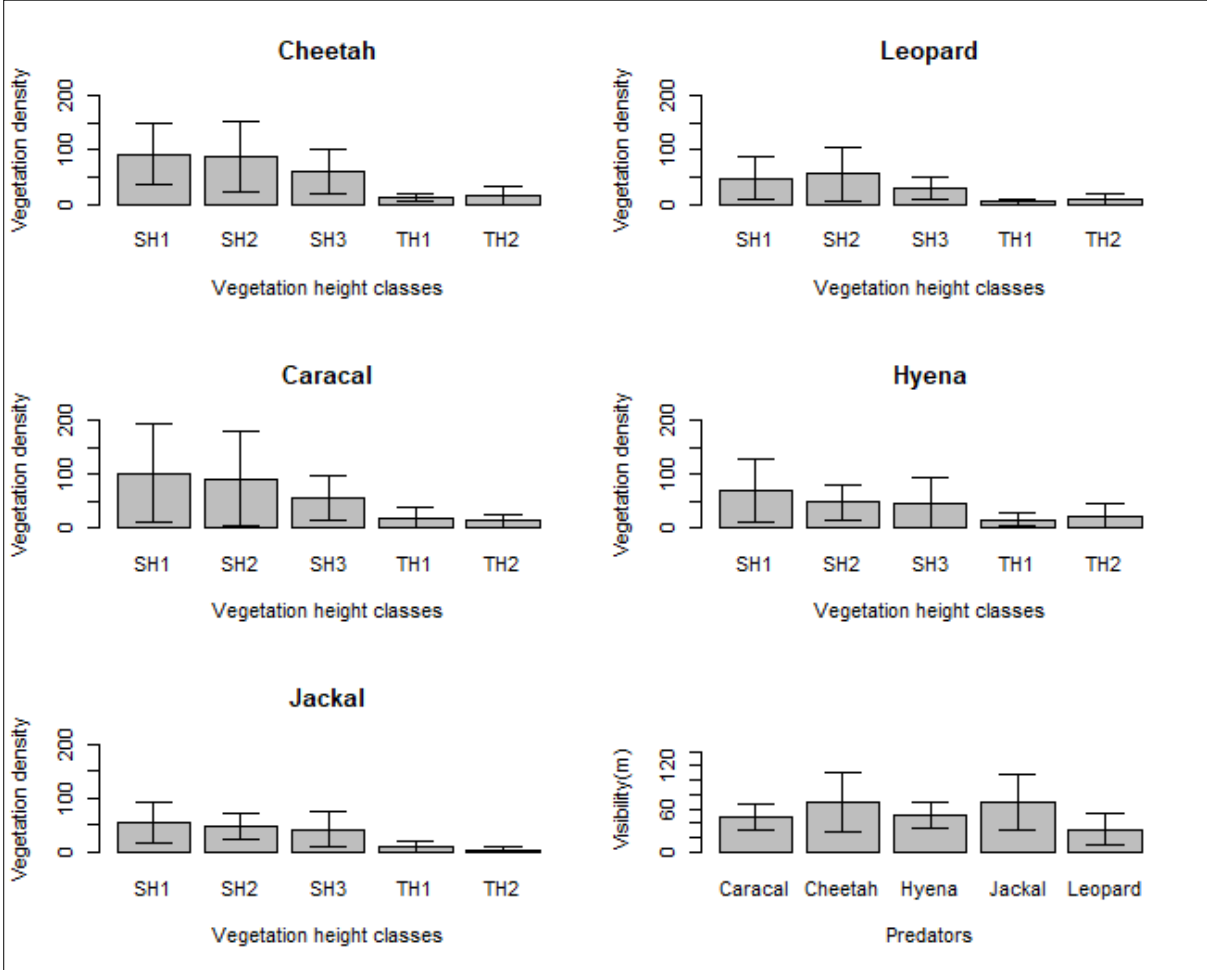 Cheetah
Vegetation density
200
100
0
SH1 SH2 SH3 TH1 TH2
Vegetation height classes
Leopard
Vegetation density
200
100
0
SH1 SH2 SH3 TH1 TH2
Vegetation height classes
Caracal
Vegetation density
200
100
0
SH1 SH2 SH3 TH1 TH2
Vegetation height classes
Hyena
Vegetation density
200
100
0
SH1 SH2 SH3 TH1 TH2
Vegetation height classes
Jackal
Vegetation density
200
100
0
SH1 SH2 SH3 TH1 TH2
Vegetation height classes
Visibility(m)
120
60
0
Caracal Cheetah Hyena Jackal Leopard
Predators